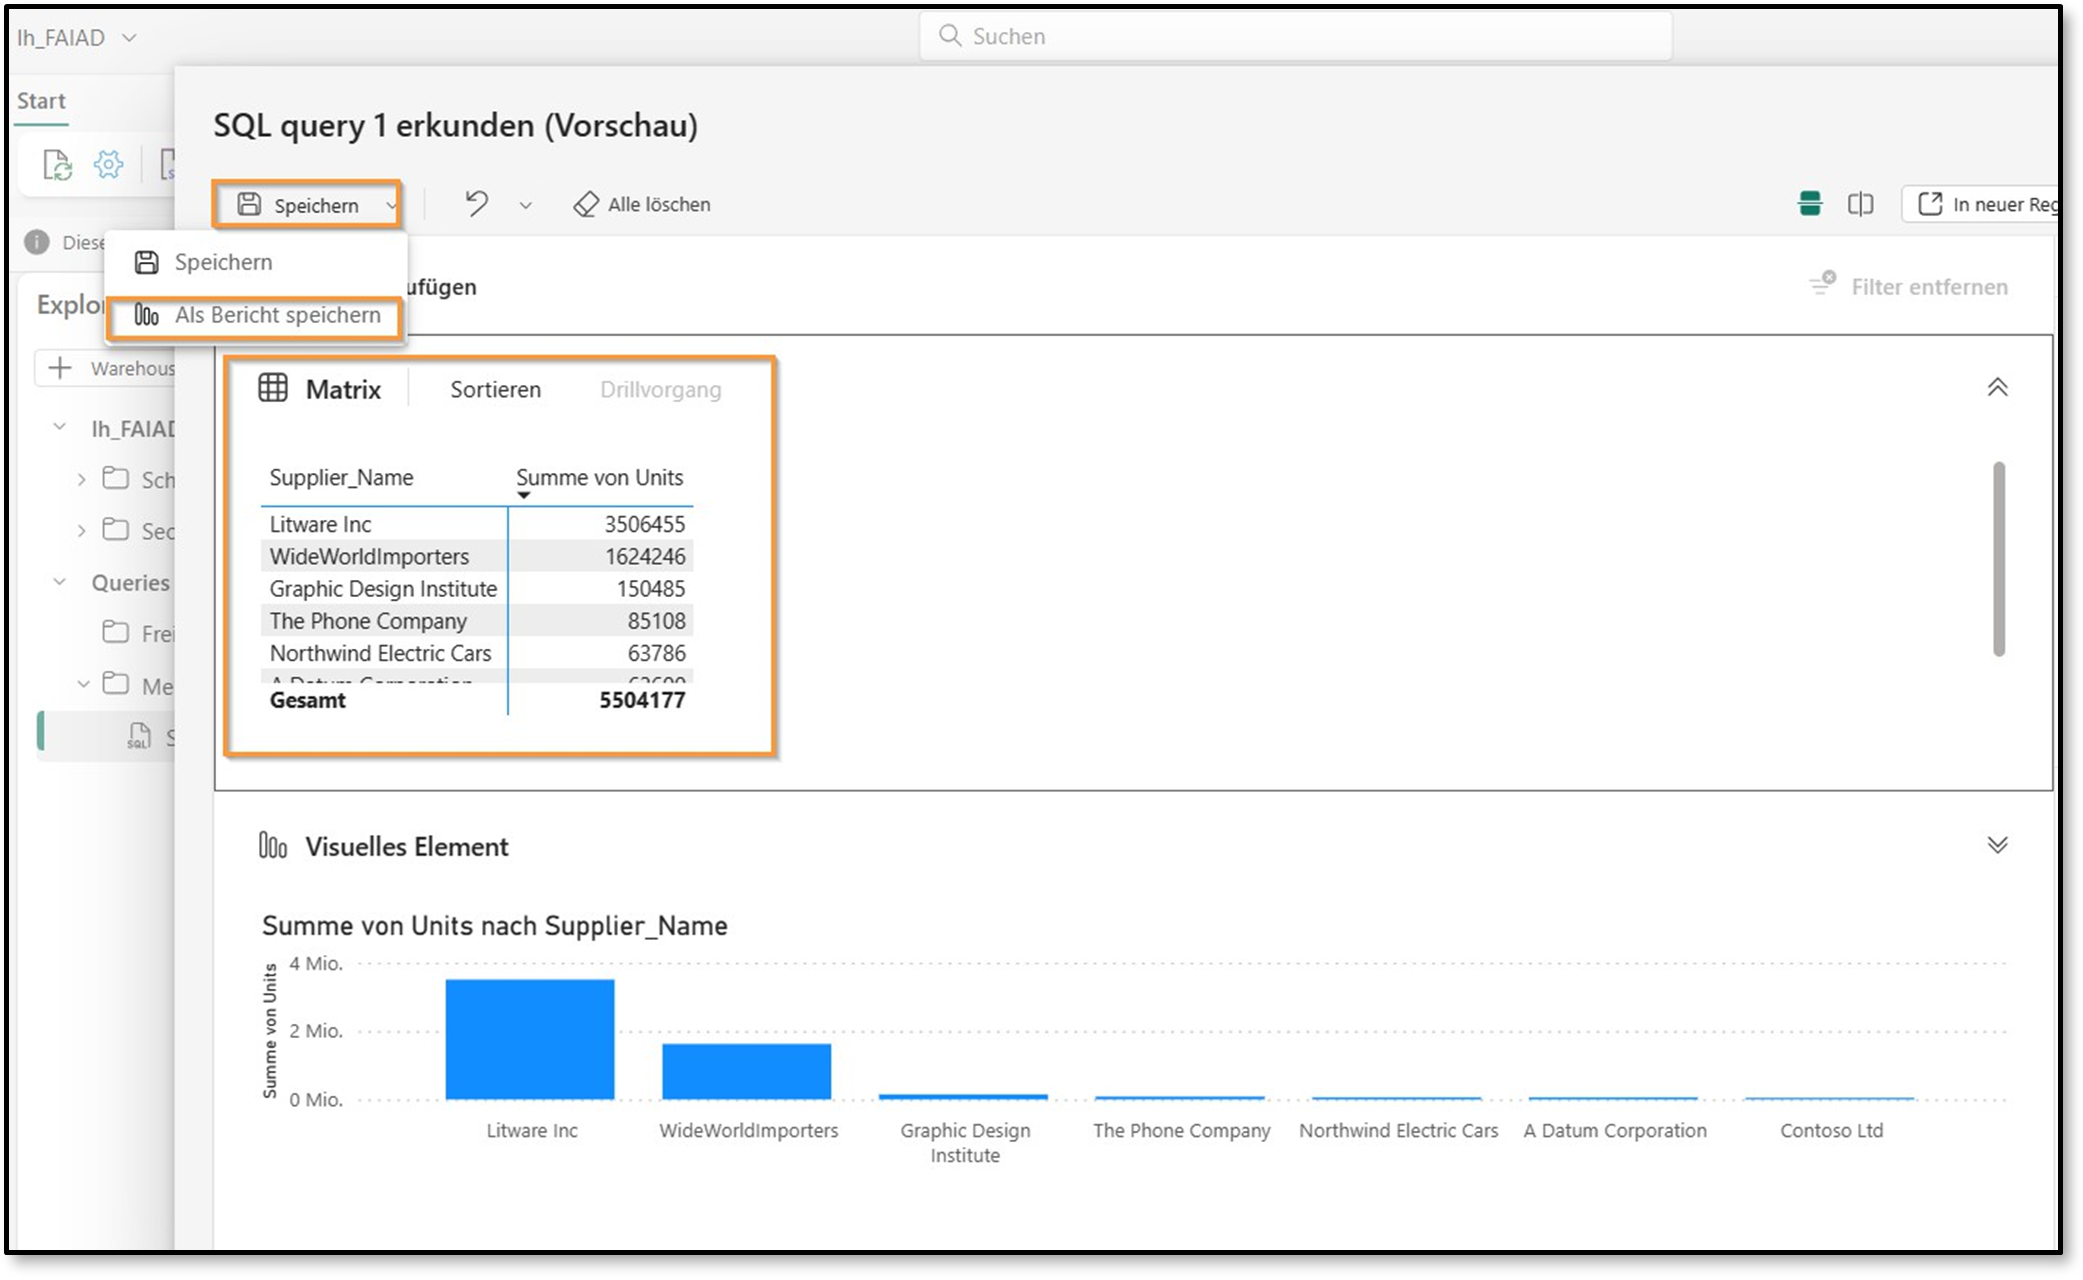 lh_FAIAD
Suchen
Start
SQL query 1 erkunden (Vorschau)
Speichern
Alle löschen
In neuer Reg
Diese
Speichern
Als Bericht speichern
ufügen
Filter entfernen
Explor
Warehous
Matrix
Sortieren
Drillvorgang
lh_FAIAD
Sch
Sec
Queries
Frei
Me
SQL
S
Supplier_Name Summe von Units
Litware Inc 3506455
WideWorldImporters 1624246
Graphic Design Institute 150485
The Phone Company 85108
Northwind Electric Cars 63786
A Datum Corporation
Gesamt 5504177
Visuelles Element
Summe von Units nach Supplier_Name
Summe von Units
4 Mio.
2 Mio.
0 Mio.
Litware Inc
WideWorldImporters
Graphic Design
Institute
The Phone Company
Northwind Electric Cars
A Datum Corporation
Contoso Ltd